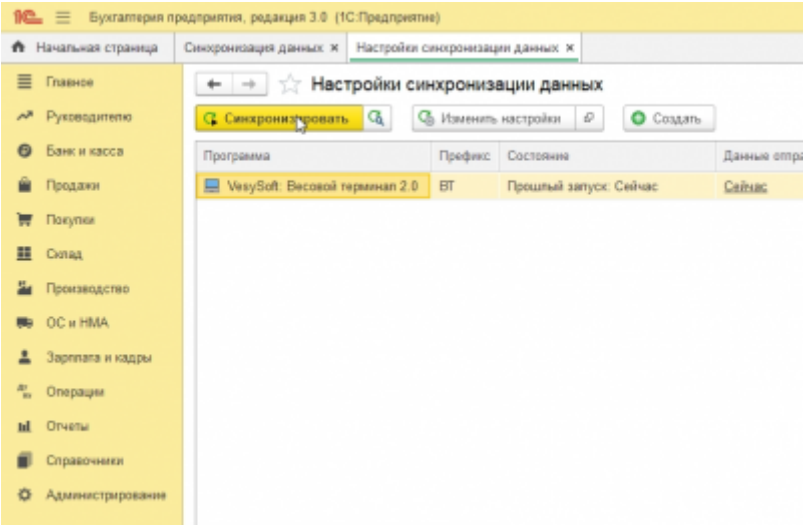 1С Бухгалтерия предприятия, редакция 3.0 (1С:Предприятие)
Начальная страница Синхронизация данных × Настройки синхронизации данных ×
Главное
Руководителю
Банк и касса
Продажи
Покупки
Склад
Производство
ОС и НМА
Зарплата и кадры
Операции
Отчеты
Справочники
Администрирование
Настройки синхронизации данных
Синхронизировать Изменить настройки Создать
Программа Префикс Состояние Данные отпра
VesySoft: Весовой терминал 2.0 ВТ Прошлый запуск: Сейчас Сейчас